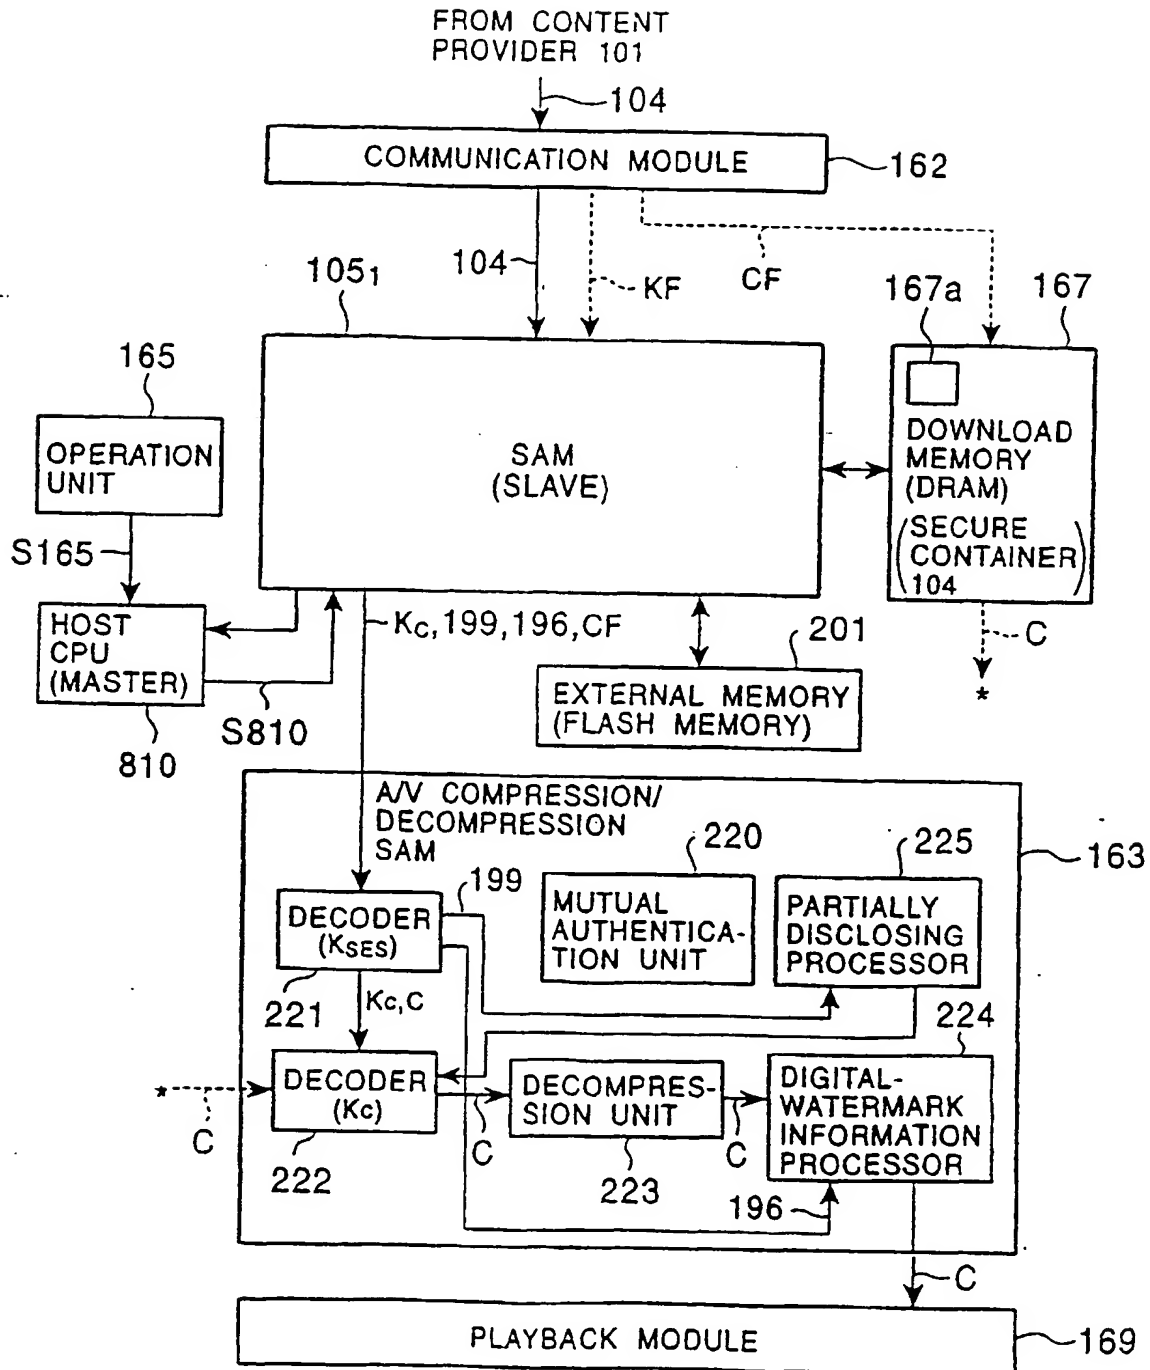 FROM CONTENT
PROVIDER 101
104
COMMUNICATION MODULE
162
104
KF
CF
105₁
167a
167
165
OPERATION
UNIT
SAM
(SLAVE)
DOWNLOAD
MEMORY
(DRAM)
(SECURE
CONTAINER
104)
S165
HOST
CPU
(MASTER)
Kc,199,196,CF
201
C
*
S810
810
EXTERNAL MEMORY
(FLASH MEMORY)
A/V COMPRESSION/
DECOMPRESSION
SAM
220
225
163
199
DECODER
(KSES)
MUTUAL
AUTHENTICA-
TION UNIT
PARTIALLY
DISCLOSING
PROCESSOR
221
Kc,C
224
*
C
DECODER
(Kc)
C
DECOMPRES-
SION UNIT
C
DIGITAL-
WATERMARK
INFORMATION
PROCESSOR
222
223
196
C
PLAYBACK MODULE
169